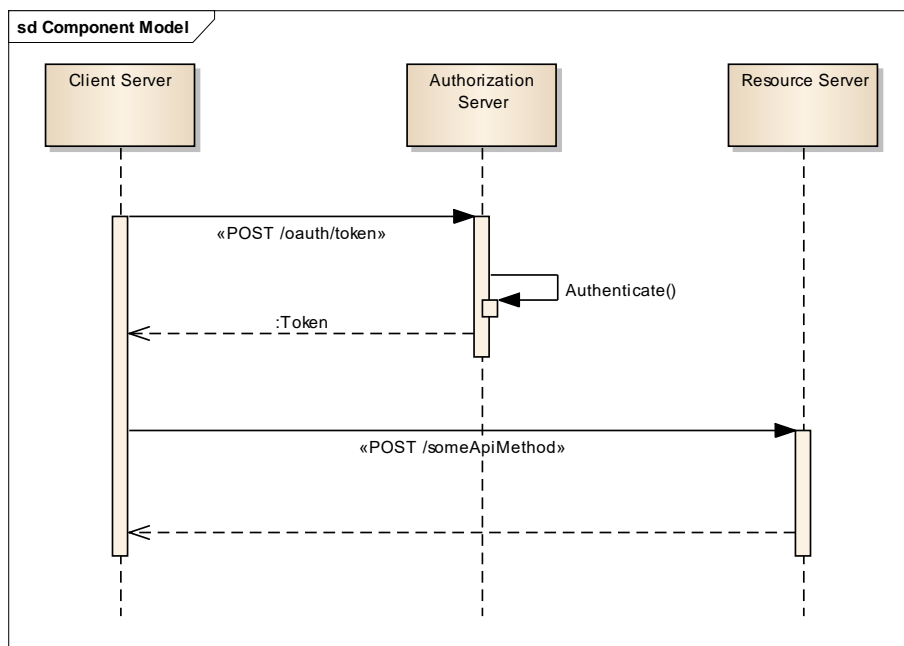 sd Component Model
Client Server
Authorization
Server
Resource Server
«POST /oauth/token»
Authenticate()
:Token
«POST /someApiMethod»